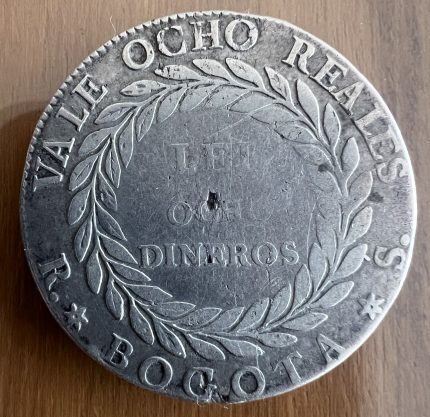 VALE OCHO REALES
R. * BOGOTA * S.
LEI
OCHO
DINEROS